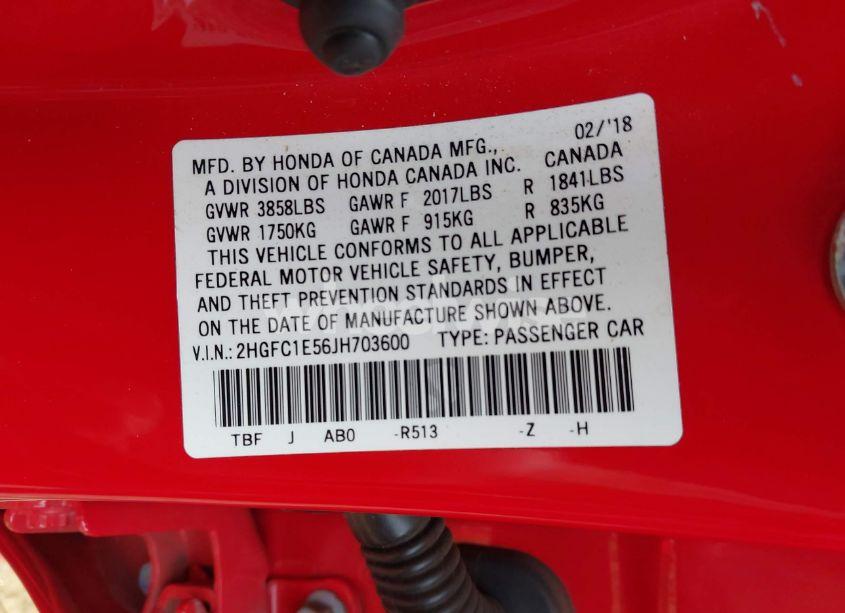 02/'18
MFD. BY HONDA OF CANADA MFG.,
A DIVISION OF HONDA CANADA INC. CANADA
GVWR 3858LBS GAWR F 2017LBS R 1841LBS
GVWR 1750KG GAWR F 915KG R 835KG
THIS VEHICLE CONFORMS TO ALL APPLICABLE
FEDERAL MOTOR VEHICLE SAFETY, BUMPER,
AND THEFT PREVENTION STANDARDS IN EFFECT
ON THE DATE OF MANUFACTURE SHOWN ABOVE.
V.I.N.: 2HGFC1E56JH703600 TYPE: PASSENGER CAR
TBF J AB0 -R513 -Z -H